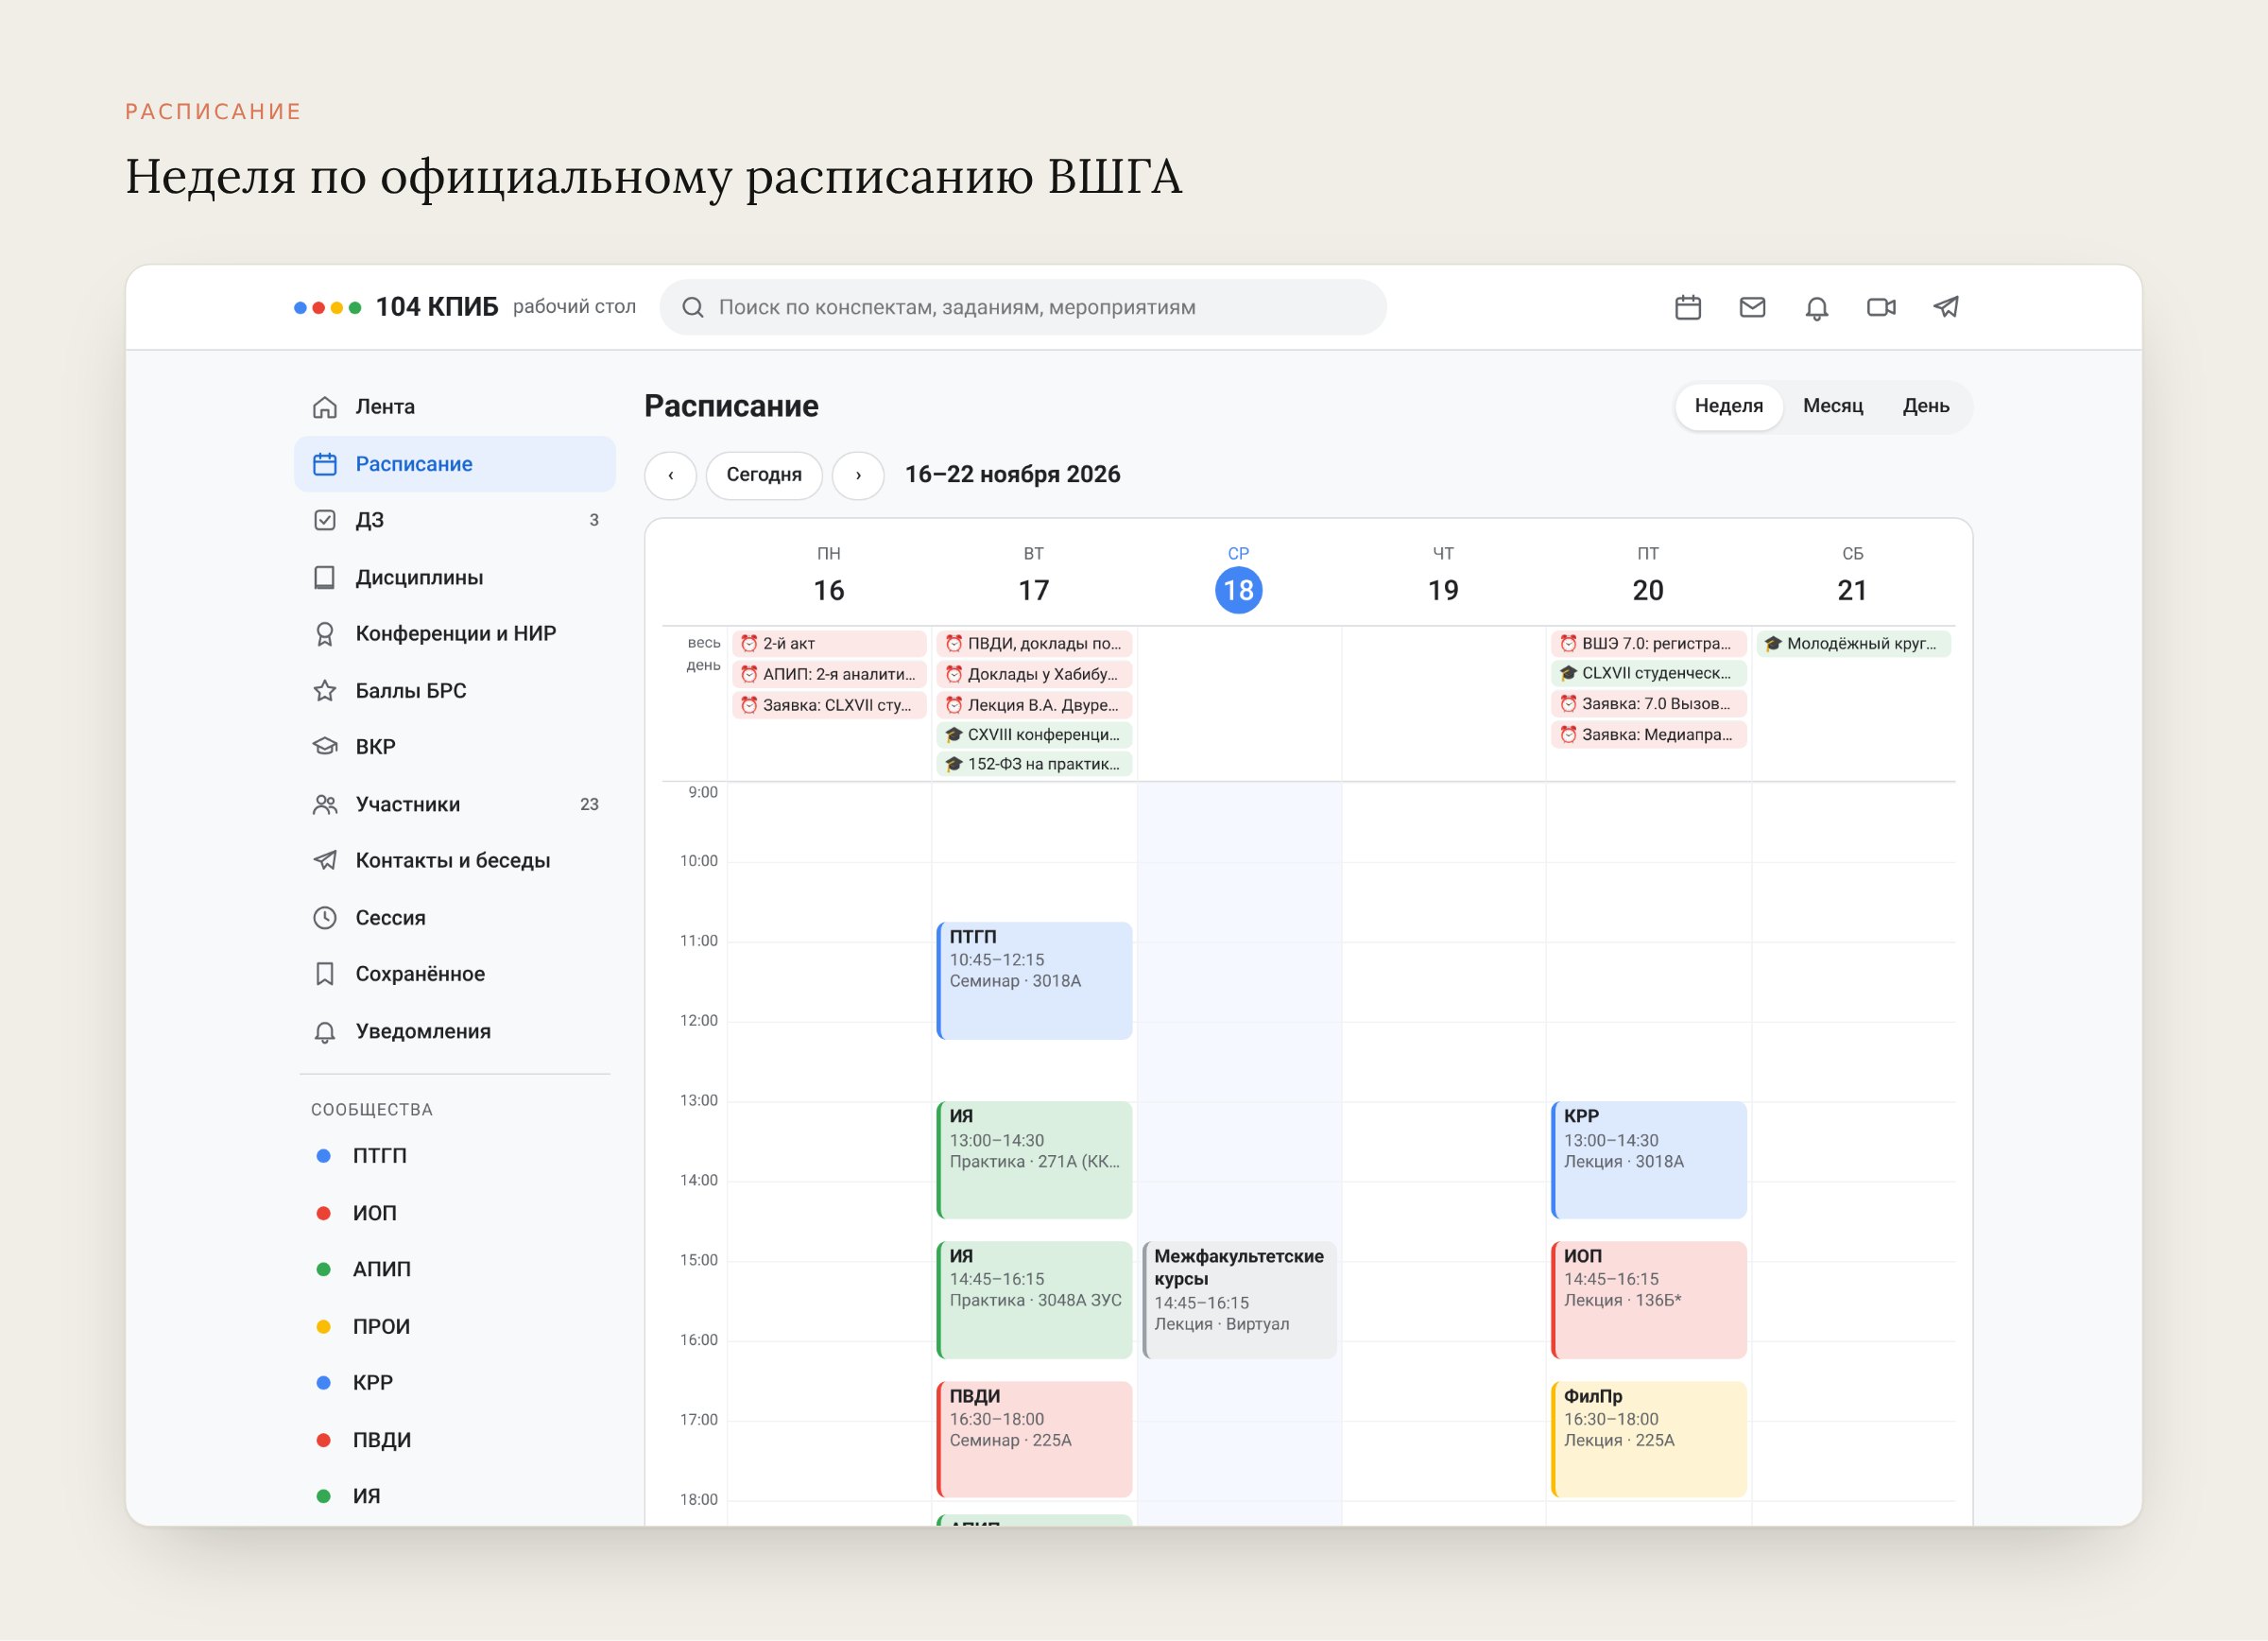 РАСПИСАНИЕ
Неделя по официальному расписанию ВШГА
104 КПИБ рабочий стол
Поиск по конспектам, заданиям, мероприятиям
Лента
Расписание
ДЗ 3
Дисциплины
Конференции и НИР
Баллы БРС
ВКР
Участники 23
Контакты и беседы
Сессия
Сохранённое
Уведомления
СООБЩЕСТВА
ПТГП
ИОП
АПИП
ПРОИ
КРР
ПВДИ
ИЯ
Расписание
Неделя Месяц День
‹ Сегодня › 16–22 ноября 2026
ПН ВТ СР ЧТ ПТ СБ
16 17 18 19 20 21
весь
день
2-й акт
АПИП: 2-я аналити…
Заявка: CLXVII сту…
ПВДИ, доклады по…
Доклады у Хабибу…
Лекция В.А. Двуре…
CXVIII конференци…
152-ФЗ на практик…
ВШЭ 7.0: регистра…
CLXVII студенческ…
Заявка: 7.0 Вызов…
Заявка: Медиапра…
Молодёжный круг…
9:00
10:00
11:00
12:00
13:00
14:00
15:00
16:00
17:00
18:00
ПТГП
10:45–12:15
Семинар · 3018А
ИЯ
13:00–14:30
Практика · 271А (КК…
ИЯ
14:45–16:15
Практика · 3048А ЗУС
ПВДИ
16:30–18:00
Семинар · 225А
АПИП
Межфакультетские
курсы
14:45–16:15
Лекция · Виртуал
КРР
13:00–14:30
Лекция · 3018А
ИОП
14:45–16:15
Лекция · 136Б*
ФилПр
16:30–18:00
Лекция · 225А